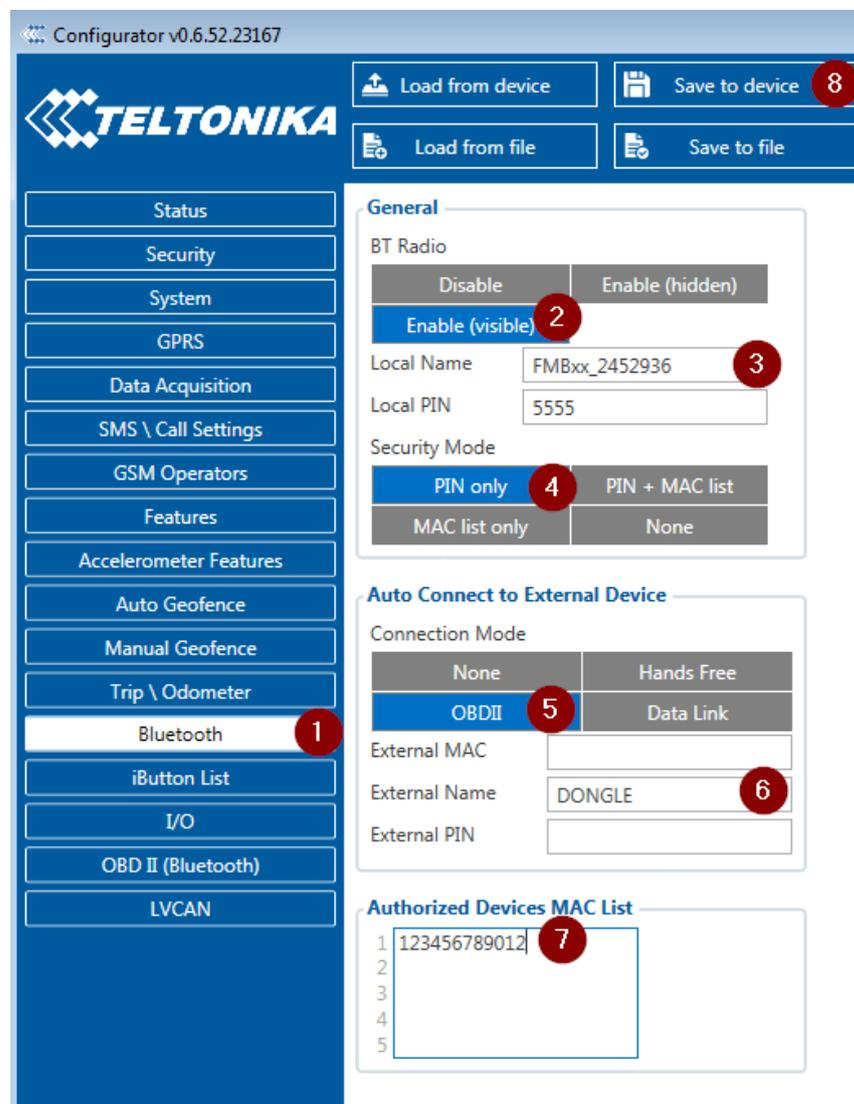 Configurator v0.6.52.23167
TELTONIKA
Load from device
Save to device 8
Load from file
Save to file
Status
Security
System
GPRS
Data Acquisition
SMS \ Call Settings
GSM Operators
Features
Accelerometer Features
Auto Geofence
Manual Geofence
Trip \ Odometer
Bluetooth 1
iButton List
I/O
OBD II (Bluetooth)
LVCAN
General
BT Radio
Disable Enable (hidden)
Enable (visible) 2
Local Name FMBxx_2452936 3
Local PIN 5555
Security Mode
PIN only 4 PIN + MAC list
MAC list only None
Auto Connect to External Device
Connection Mode
None Hands Free
OBDII 5 Data Link
External MAC
External Name DONGLE 6
External PIN
Authorized Devices MAC List
1 123456789012 7
2
3
4
5